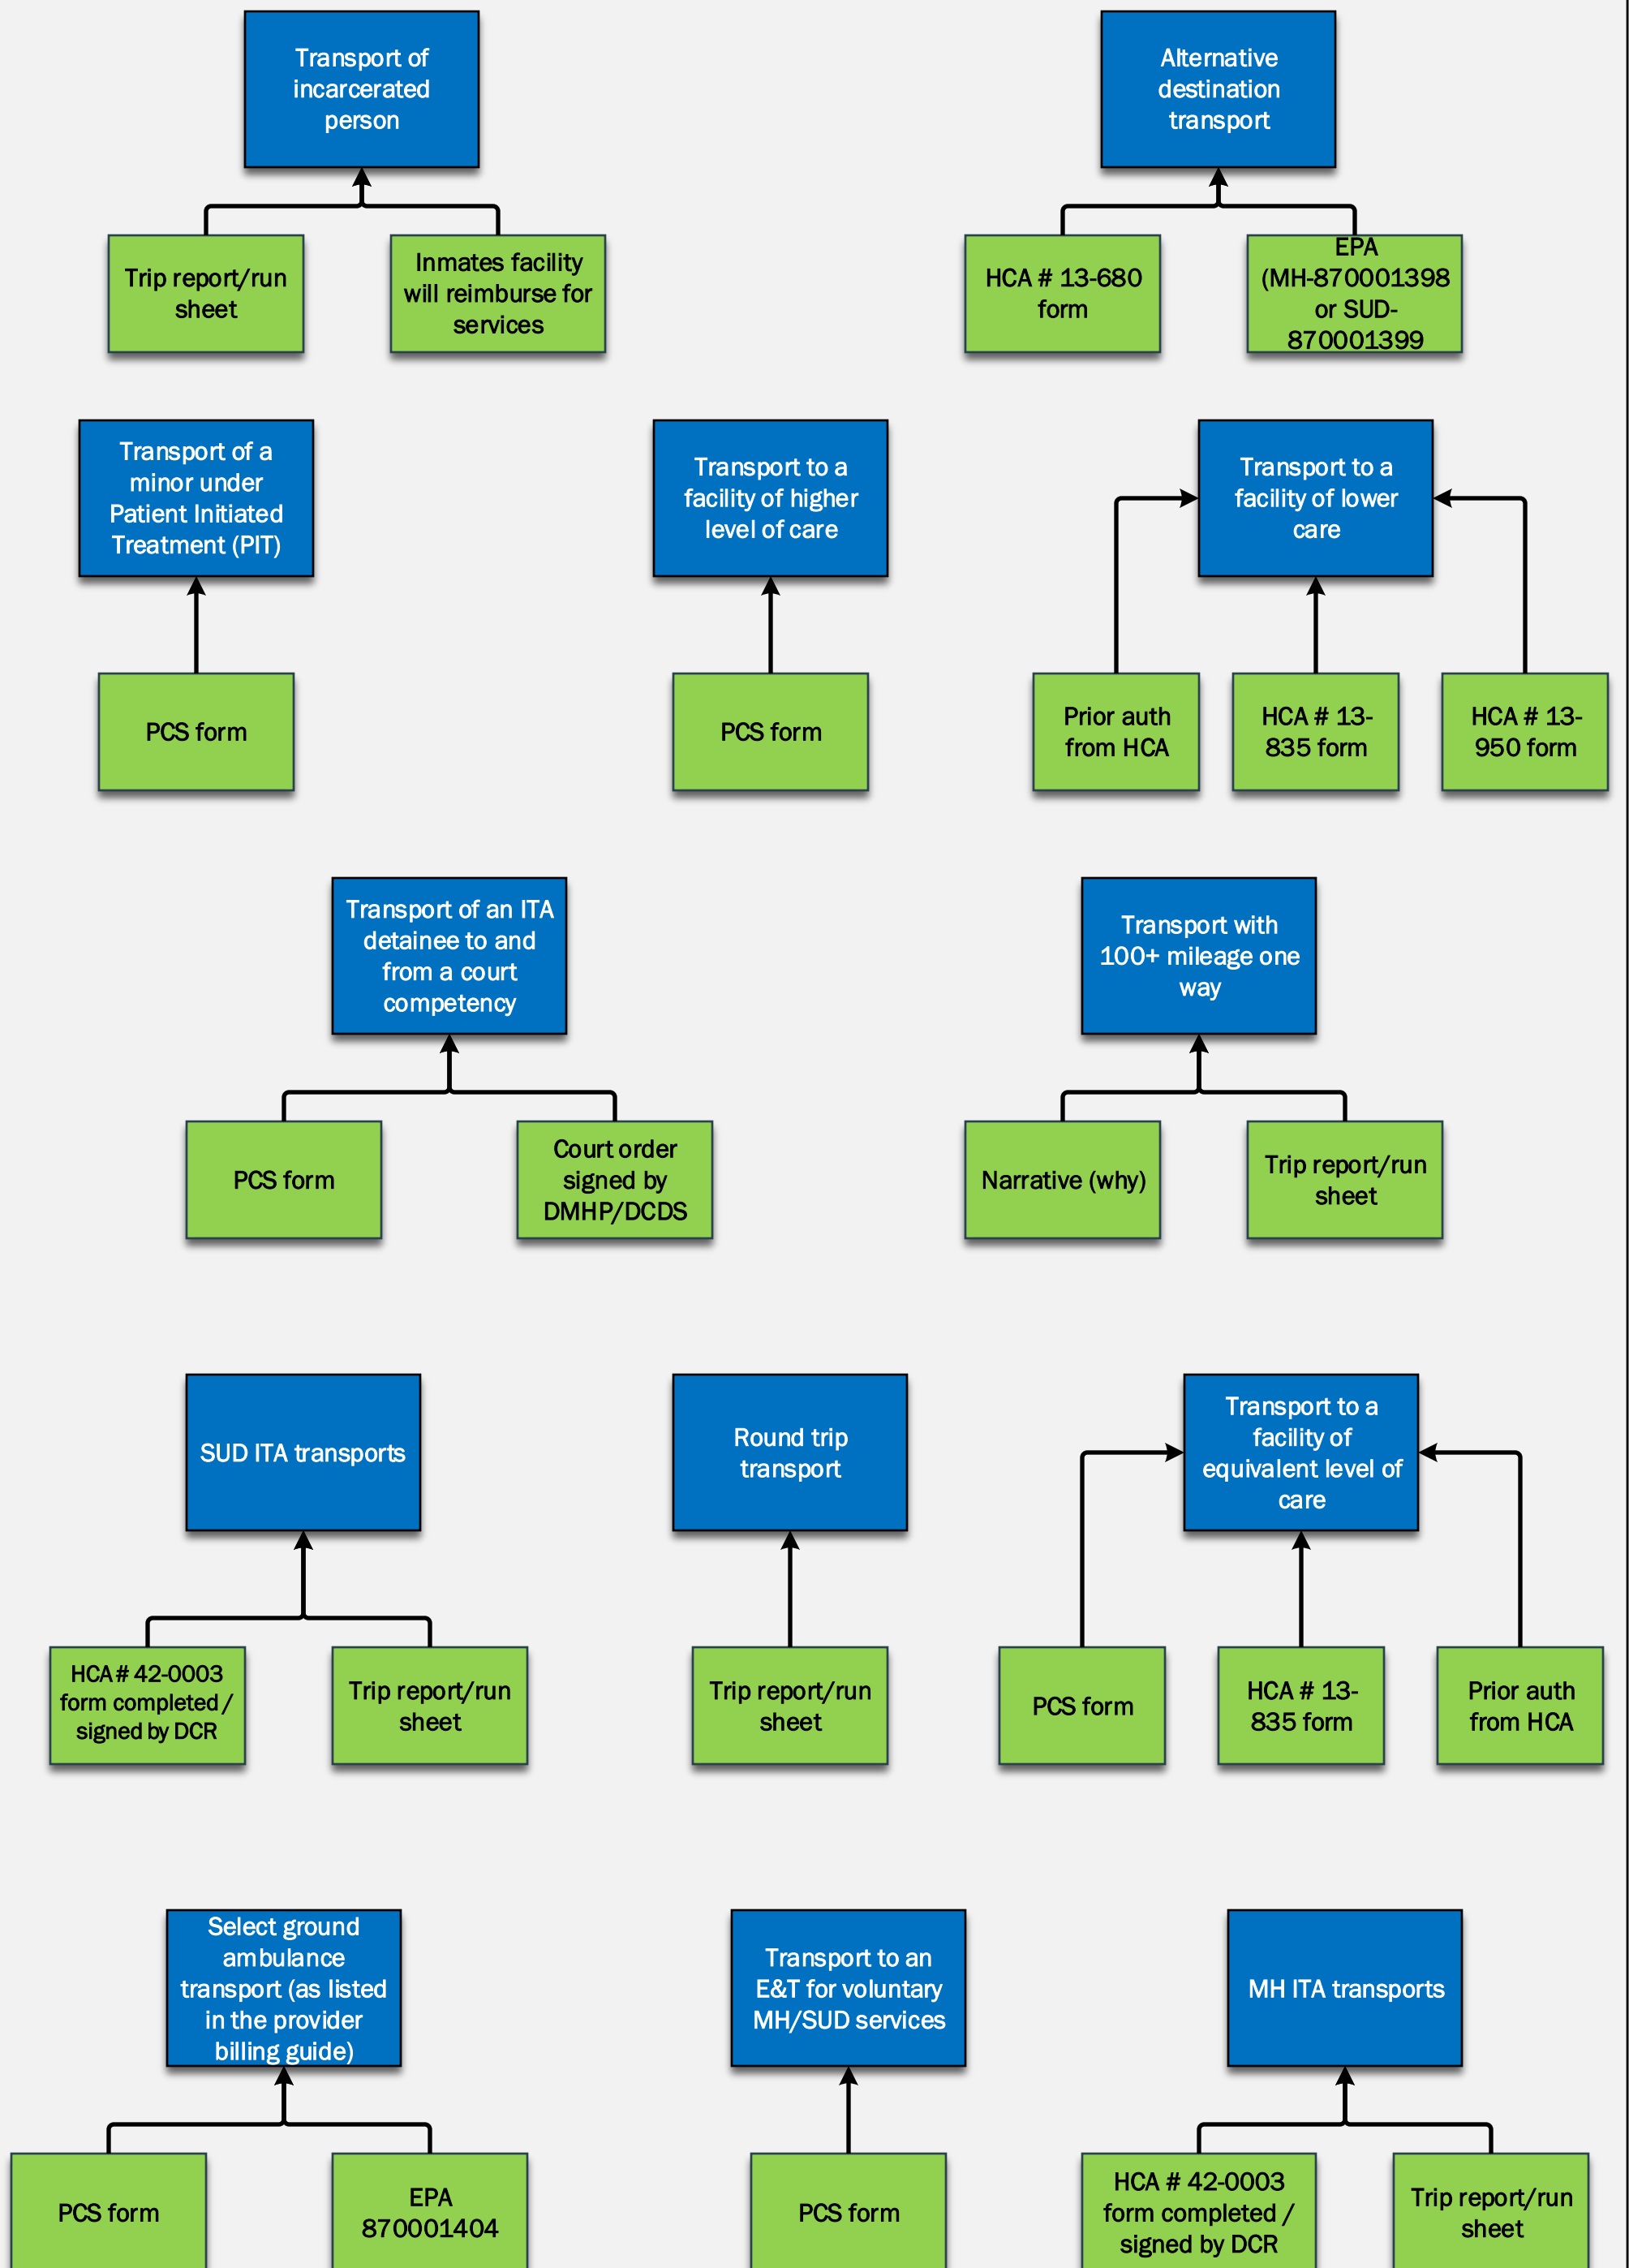 Transport of
incarcerated
person
Alternative
destination
transport
Trip report/run
sheet
Inmates facility
will reimburse for
services
HCA # 13-680
form
EPA
(MH-870001398
or SUD-
870001399
Transport of a
minor under
Patient Initiated
Treatment (PIT)
Transport to a
facility of higher
level of care
Transport to a
facility of lower
care
PCS form
PCS form
Prior auth
from HCA
HCA # 13-
835 form
HCA # 13-
950 form
Transport of an ITA
detainee to and
from a court
competency
Transport with
100+ mileage one
way
PCS form
Court order
signed by
DMHP/DCDS
Narrative (why)
Trip report/run
sheet
SUD ITA transports
Round trip
transport
Transport to a
facility of
equivalent level of
care
HCA # 42-0003
form completed /
signed by DCR
Trip report/run
sheet
Trip report/run
sheet
PCS form
HCA # 13-
835 form
Prior auth
from HCA
Select ground
ambulance
transport (as listed
in the provider
billing guide)
Transport to an
E&T for voluntary
MH/SUD services
MH ITA transports
PCS form
EPA
870001404
PCS form
HCA # 42-0003
form completed /
signed by DCR
Trip report/run
sheet